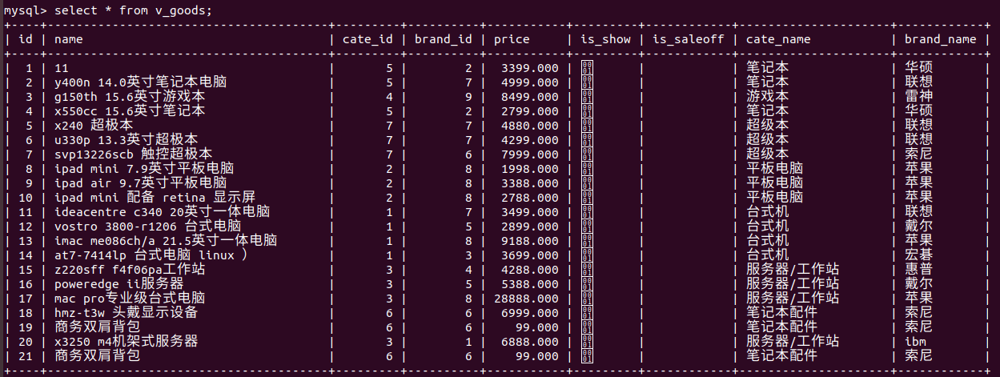 mysql> select * from v_goods;
+----+---------------------------------------+---------+----------+-----------+---------+------------+---------------------+------------+
| id | name | cate_id | brand_id | price | is_show | is_saleoff | cate_name | brand_name |
+----+---------------------------------------+---------+----------+-----------+---------+------------+---------------------+------------+
| 1 | 11 | 5 | 2 | 3399.000 | 0001 | | 笔记本 | 华硕 |
| 2 | y400n 14.0英寸笔记本电脑 | 5 | 7 | 4999.000 | 0001 | | 笔记本 | 联想 |
| 3 | g150th 15.6英寸游戏本 | 4 | 9 | 8499.000 | 0001 | | 游戏本 | 雷神 |
| 4 | x550cc 15.6英寸笔记本 | 5 | 2 | 2799.000 | 0001 | | 笔记本 | 华硕 |
| 5 | x240 超极本 | 7 | 7 | 4880.000 | 0001 | | 超级本 | 联想 |
| 6 | u330p 13.3英寸超极本 | 7 | 7 | 4299.000 | 0001 | | 超级本 | 联想 |
| 7 | svp13226scb 触控超极本 | 7 | 6 | 7999.000 | 0001 | | 超级本 | 索尼 |
| 8 | ipad mini 7.9英寸平板电脑 | 2 | 8 | 1998.000 | 0001 | | 平板电脑 | 苹果 |
| 9 | ipad air 9.7英寸平板电脑 | 2 | 8 | 3388.000 | 0001 | | 平板电脑 | 苹果 |
| 10 | ipad mini 配备 retina 显示屏 | 2 | 8 | 2788.000 | 0001 | | 平板电脑 | 苹果 |
| 11 | ideacentre c340 20英寸一体电脑 | 1 | 7 | 3499.000 | 0001 | | 台式机 | 联想 |
| 12 | vostro 3800-r1206 台式电脑 | 1 | 5 | 2899.000 | 0001 | | 台式机 | 戴尔 |
| 13 | imac me086ch/a 21.5英寸一体电脑 | 1 | 8 | 9188.000 | 0001 | | 台式机 | 苹果 |
| 14 | at7-7414lp 台式电脑 linux ） | 1 | 3 | 3699.000 | 0001 | | 台式机 | 宏碁 |
| 15 | z220sff f4f06pa工作站 | 3 | 4 | 4288.000 | 0001 | | 服务器/工作站 | 惠普 |
| 16 | poweredge ii服务器 | 3 | 5 | 5388.000 | 0001 | | 服务器/工作站 | 戴尔 |
| 17 | mac pro专业级台式电脑 | 3 | 8 | 28888.000 | 0001 | | 服务器/工作站 | 苹果 |
| 18 | hmz-t3w 头戴显示设备 | 6 | 6 | 6999.000 | 0001 | | 笔记本配件 | 索尼 |
| 19 | 商务双肩背包 | 6 | 6 | 99.000 | 0001 | | 笔记本配件 | 索尼 |
| 20 | x3250 m4机架式服务器 | 3 | 1 | 6888.000 | 0001 | | 服务器/工作站 | ibm |
| 21 | 商务双肩背包 | 6 | 6 | 99.000 | 0001 | | 笔记本配件 | 索尼 |
+----+---------------------------------------+---------+----------+-----------+---------+------------+---------------------+------------+